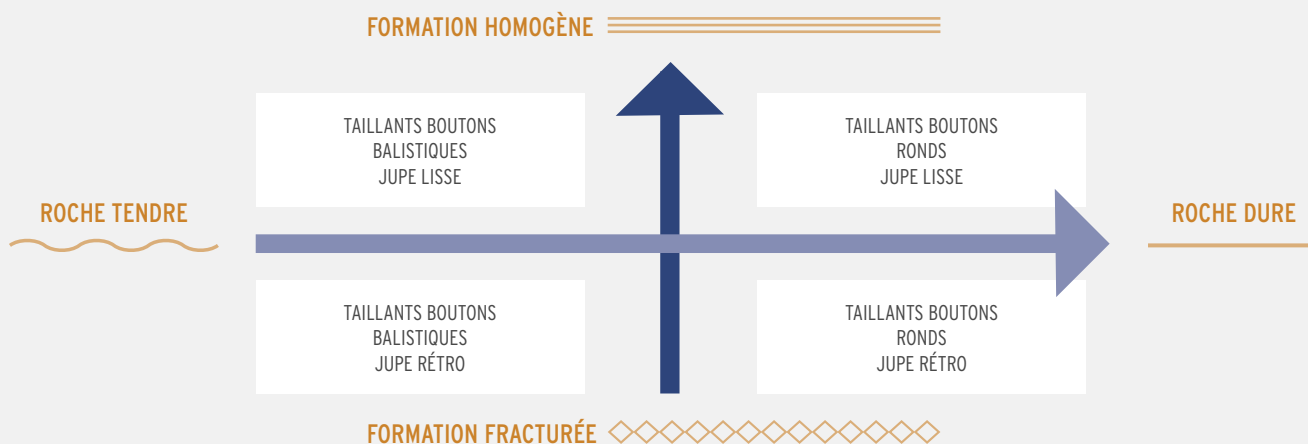 FORMATION HOMOGÈNE
TAILLANTS BOUTONS
BALISTIQUES
JUPE LISSE
TAILLANTS BOUTONS
RONDS
JUPE LISSE
ROCHE TENDRE
ROCHE DURE
TAILLANTS BOUTONS
BALISTIQUES
JUPE RÉTRO
TAILLANTS BOUTONS
RONDS
JUPE RÉTRO
FORMATION FRACTURÉE